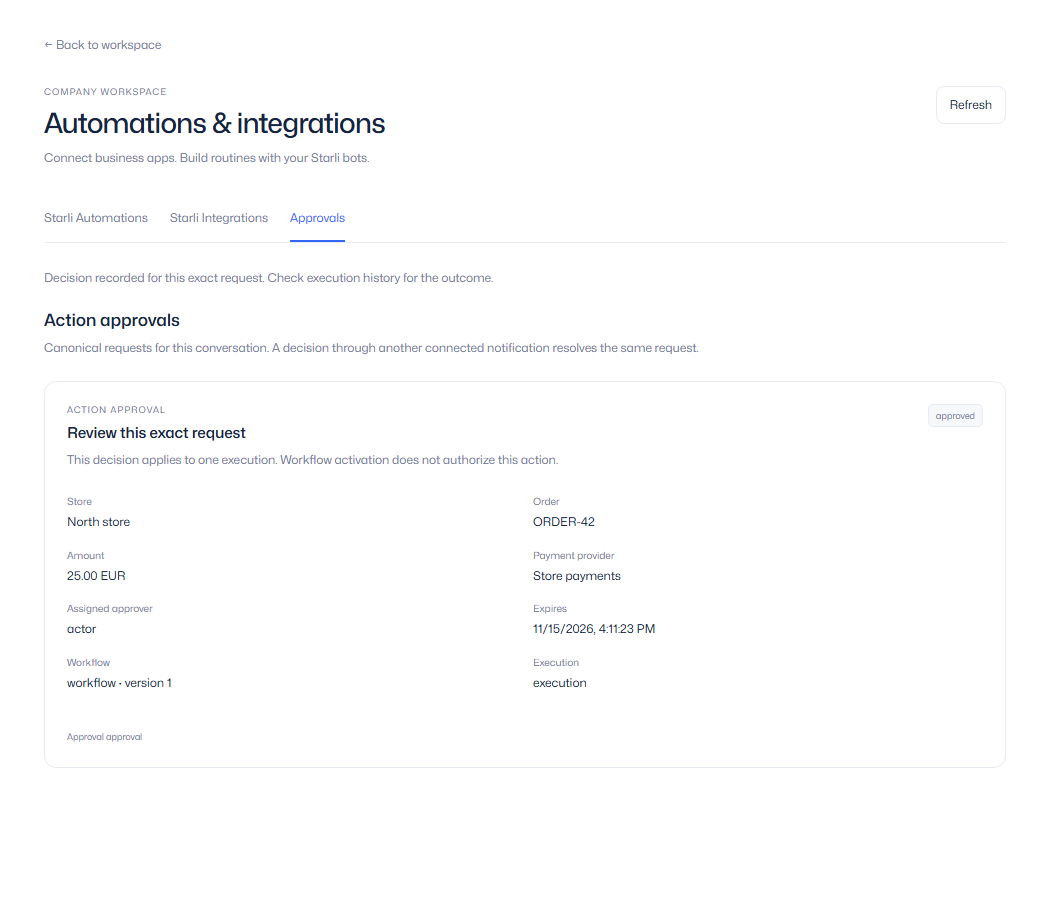 ← Back to workspace
COMPANY WORKSPACE
Automations & integrations
Refresh
Connect business apps. Build routines with your Starli bots.
Starli Automations
Starli Integrations
Approvals
Decision recorded for this exact request. Check execution history for the outcome.
Action approvals
Canonical requests for this conversation. A decision through another connected notification resolves the same request.
ACTION APPROVAL
approved
Review this exact request
This decision applies to one execution. Workflow activation does not authorize this action.
Store
North store
Order
ORDER-42
Amount
25.00 EUR
Payment provider
Store payments
Assigned approver
actor
Expires
11/15/2026, 4:11:23 PM
Workflow
workflow · version 1
Execution
execution
Approval approval